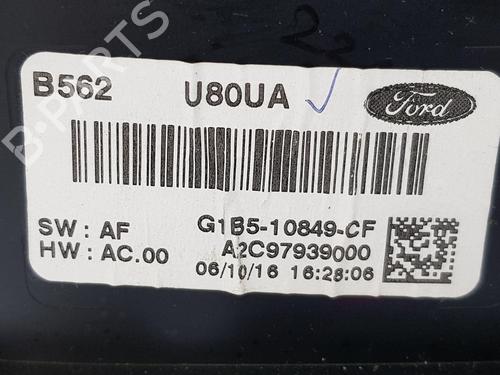 22
B-PARTS
B562 U80UA
Ford
SW : AF G1B5-10849-CF
HW : AC.00 A2C97939000
06/10/16 16:28:06